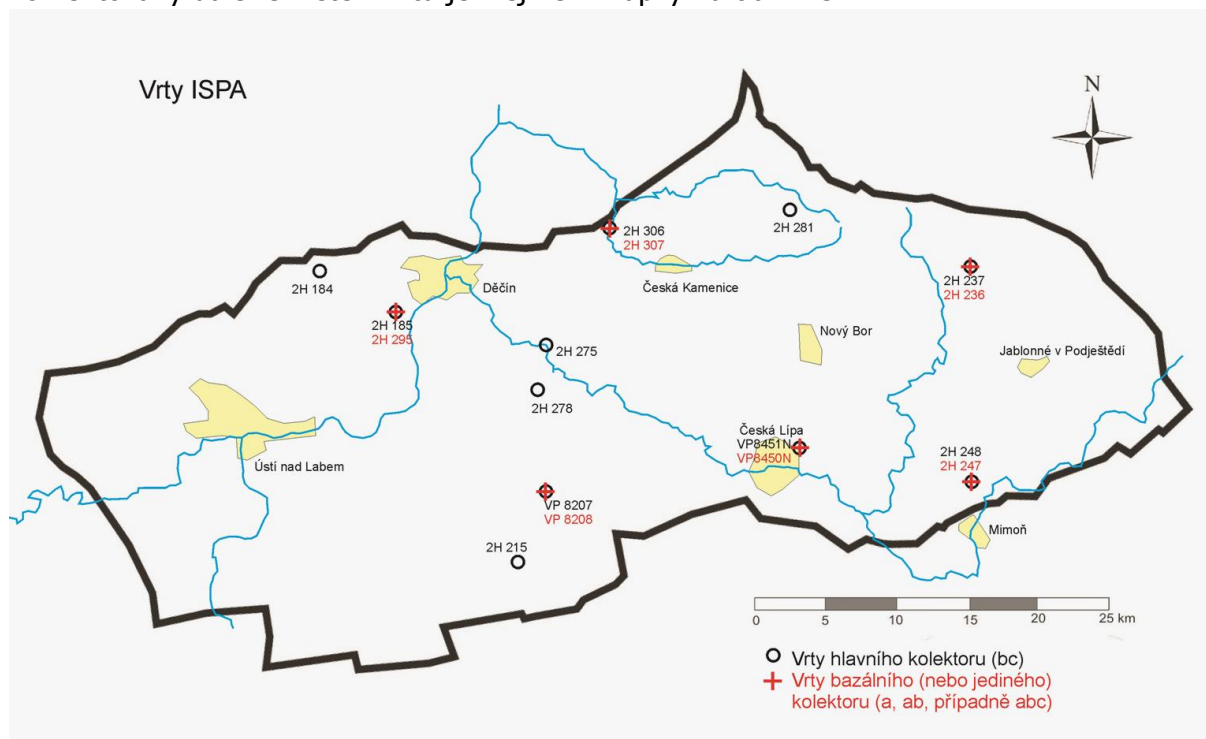 Vrty ISPA
N
2H 306
2H 307
2H 281
2H 184
Děčín
Česká Kamenice
2H 237
2H 236
2H 185
2H 295
2H 275
Nový Bor
Jablonné v Podještědí
2H 278
Česká Lípa
VP8451N
VP8450N
Ústí nad Labem
2H 248
2H 247
VP 8207
VP 8208
Mimoň
2H 215
0 5 10 15 20 25 km
Vrty hlavního kolektoru (bc)
Vrty bazálního (nebo jediného)
kolektoru (a, ab, případně abc)